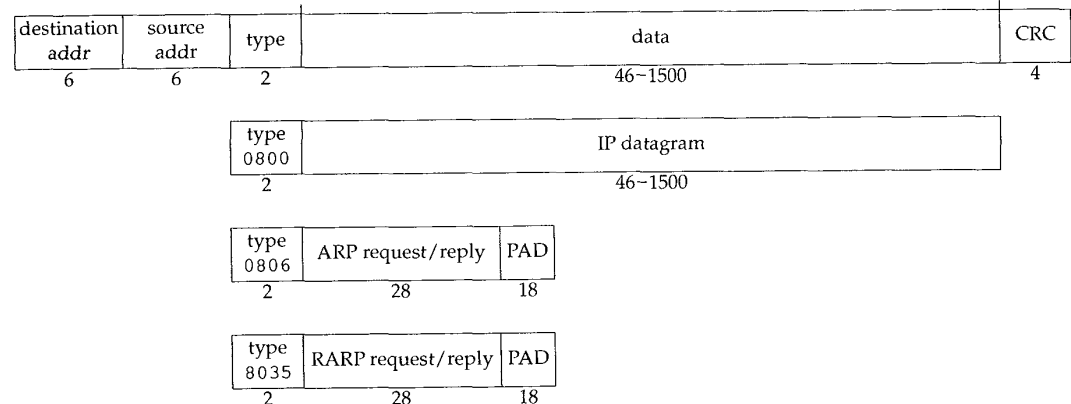 destination addr
source addr
type
data
CRC
6
6
2
46~1500
4
type 0800
IP datagram
2
46~1500
type 0806
ARP request/reply
PAD
2
28
18
type 8035
RARP request/reply
PAD
2
28
18